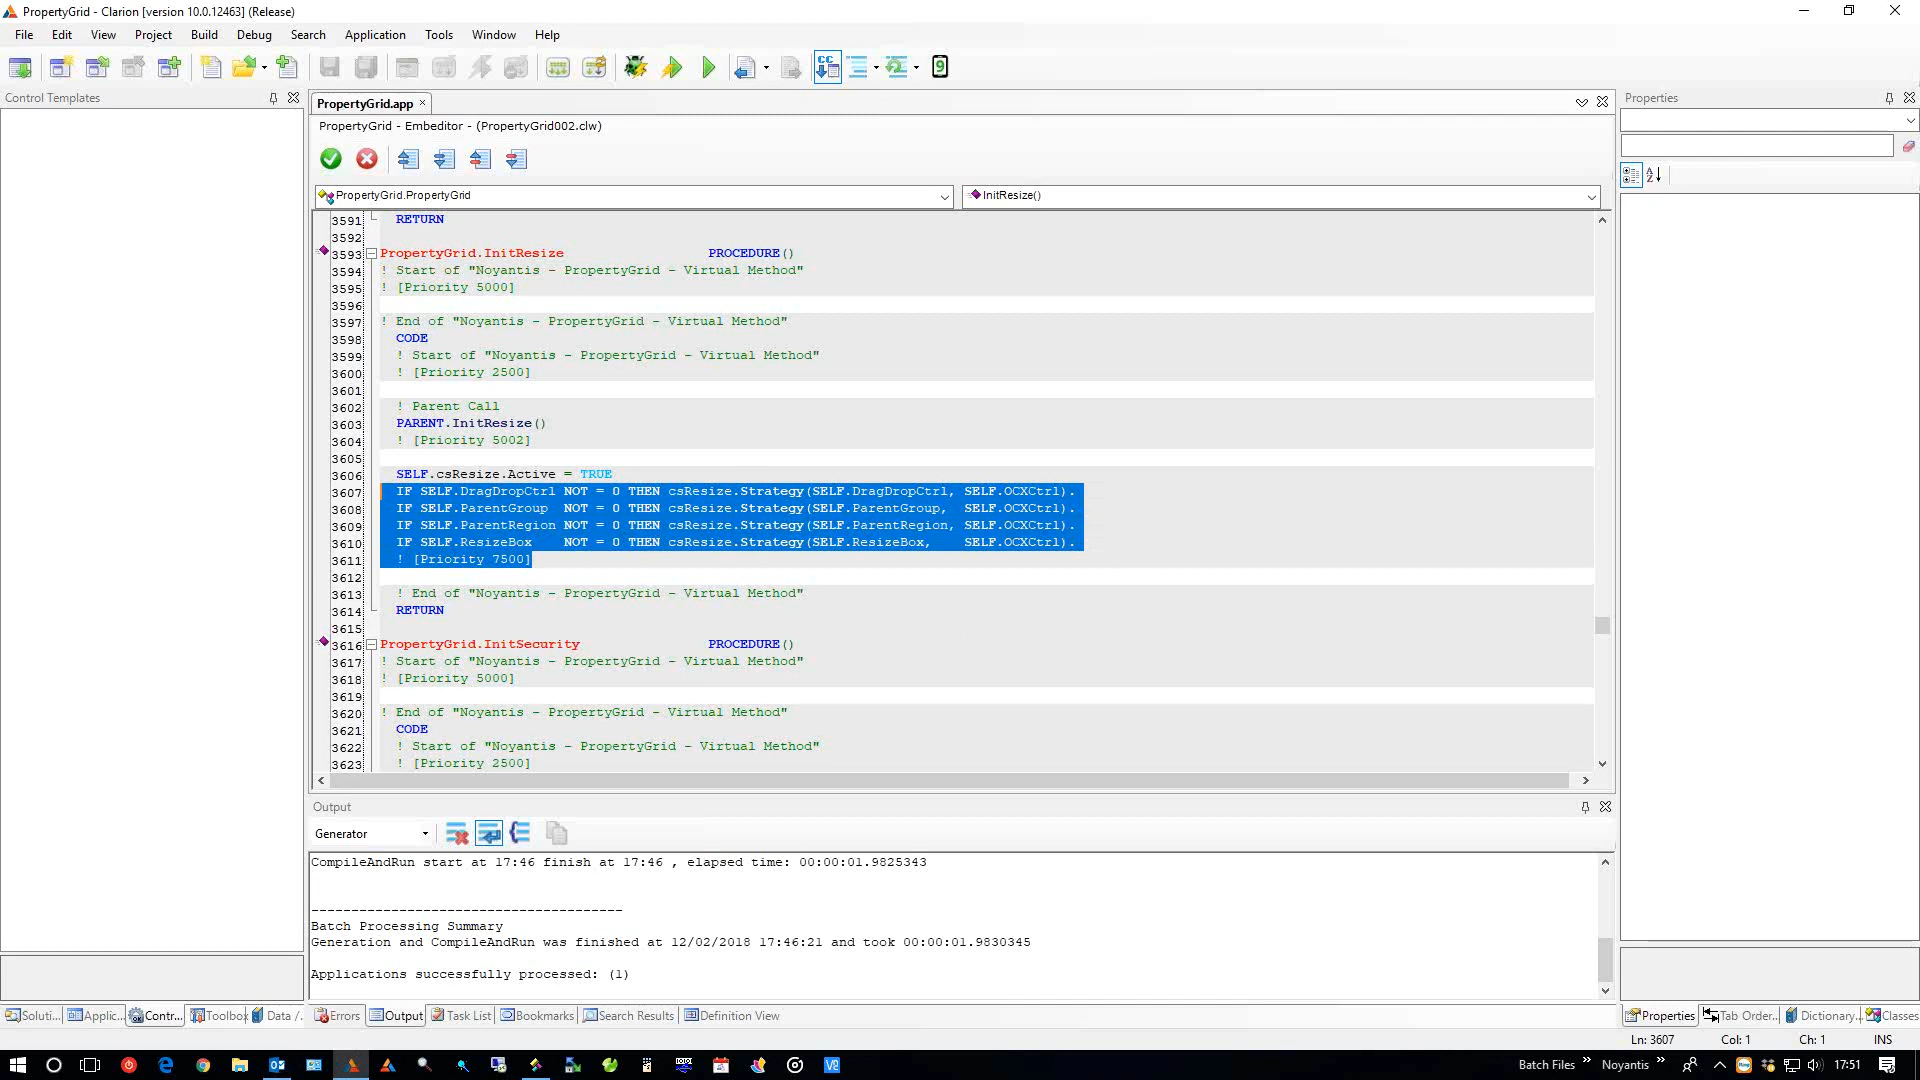 PropertyGrid - Clarion [version 10.0.12463] (Release)
File Edit View Project Build Debug Search Application Tools Window Help
Control Templates
PropertyGrid.app
Properties
PropertyGrid - Embeditor - (PropertyGrid002.clw)
PropertyGrid.PropertyGrid
InitResize()
3591 RETURN
3592
3593 PropertyGrid.InitResize PROCEDURE()
3594 ! Start of "Noyantis - PropertyGrid - Virtual Method"
3595 ! [Priority 5000]
3596
3597 ! End of "Noyantis - PropertyGrid - Virtual Method"
3598 CODE
3599 ! Start of "Noyantis - PropertyGrid - Virtual Method"
3600 ! [Priority 2500]
3601
3602 ! Parent Call
3603 PARENT.InitResize()
3604 ! [Priority 5002]
3605
3606 SELF.csResize.Active = TRUE
3607 IF SELF.DragDropCtrl NOT = 0 THEN csResize.Strategy(SELF.DragDropCtrl, SELF.OCXCtrl).
3608 IF SELF.ParentGroup NOT = 0 THEN csResize.Strategy(SELF.ParentGroup, SELF.OCXCtrl).
3609 IF SELF.ParentRegion NOT = 0 THEN csResize.Strategy(SELF.ParentRegion, SELF.OCXCtrl).
3610 IF SELF.ResizeBox NOT = 0 THEN csResize.Strategy(SELF.ResizeBox, SELF.OCXCtrl).
3611 ! [Priority 7500]
3612
3613 ! End of "Noyantis - PropertyGrid - Virtual Method"
3614 RETURN
3615
3616 PropertyGrid.InitSecurity PROCEDURE()
3617 ! Start of "Noyantis - PropertyGrid - Virtual Method"
3618 ! [Priority 5000]
3619
3620 ! End of "Noyantis - PropertyGrid - Virtual Method"
3621 CODE
3622 ! Start of "Noyantis - PropertyGrid - Virtual Method"
3623 ! [Priority 2500]
Output
Generator
CompileAndRun start at 17:46 finish at 17:46 , elapsed time: 00:00:01.9825343
---------------------------------------
Batch Processing Summary
Generation and CompileAndRun was finished at 12/02/2018 17:46:21 and took 00:00:01.9830345
Applications successfully processed: (1)
Soluti... Applic... Contr... Toolbox Data /... Errors Output Task List Bookmarks Search Results Definition View Properties Tab Order... Dictionary... Classes
Ln: 3607 Col: 1 Ch: 1 INS
Batch Files » Noyantis » 17:51